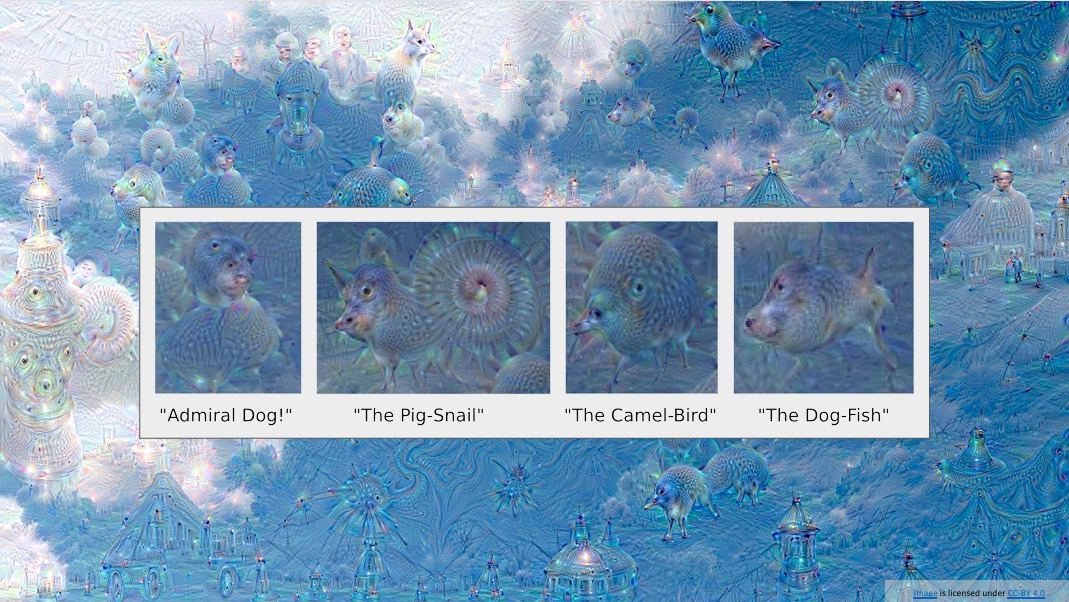 "Admiral Dog!"
"The Pig-Snail"
"The Camel-Bird"
"The Dog-Fish"
Image is licensed under CC-BY 4.0